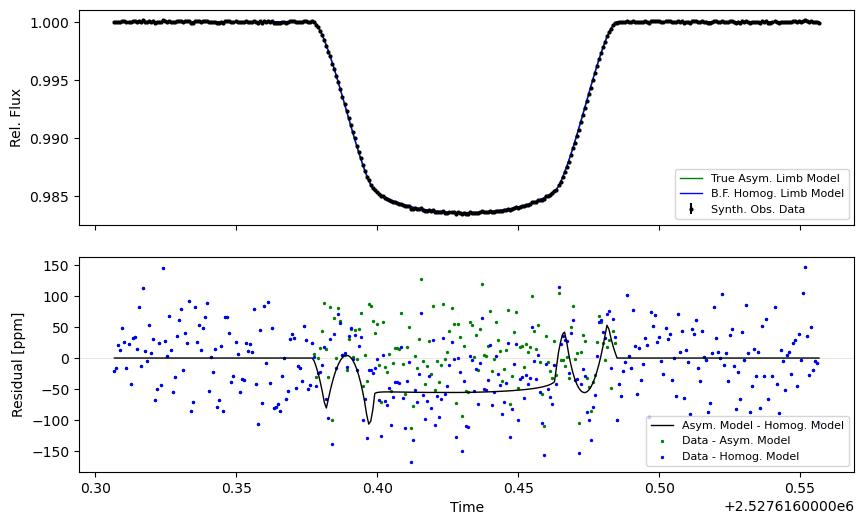 1.000
0.995
0.990
0.985
Rel. Flux
True Asym. Limb Model
B.F. Homog. Limb Model
Synth. Obs. Data
150
100
50
0
−50
−100
−150
Residual [ppm]
Asym. Model - Homog. Model
Data - Asym. Model
Data - Homog. Model
0.30 0.35 0.40 0.45 0.50 0.55
Time
+2.5276160000e6